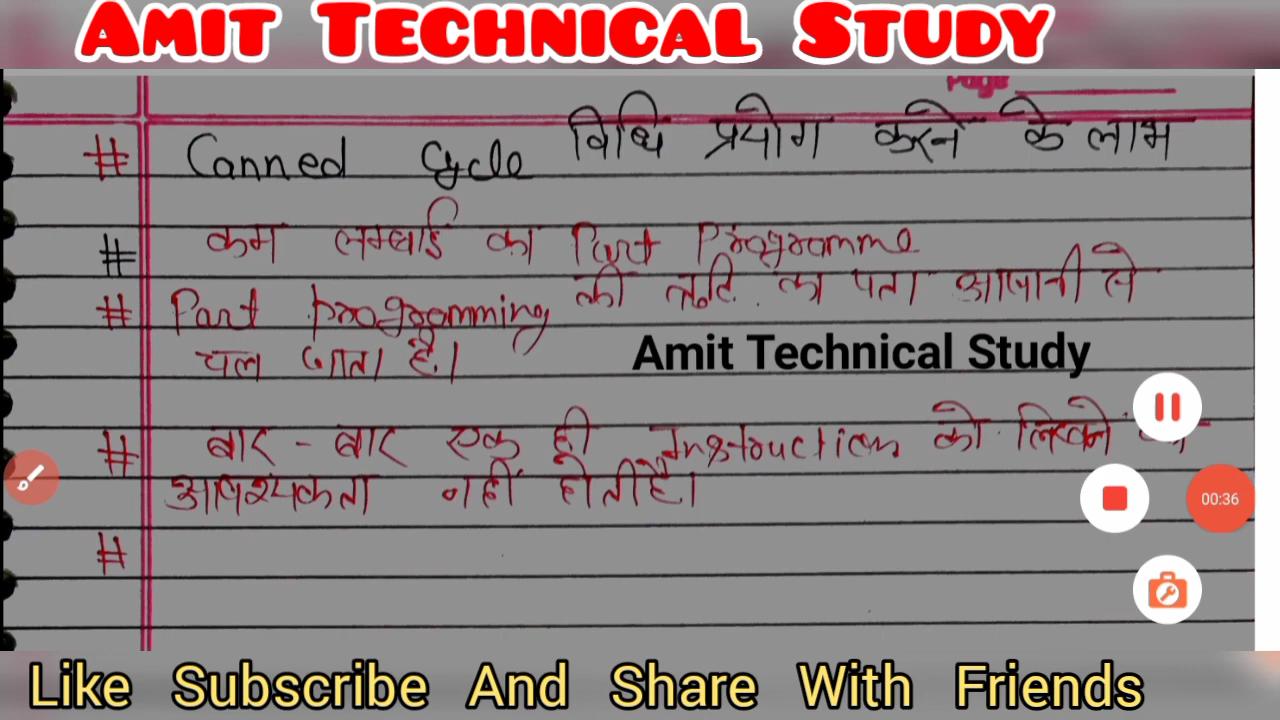 AMIT TECHNICAL STUDY
Page
# Canned Cycle विधि प्रयोग करने के लाभ
# कम लम्बाई का Part Programme
# Part programming की त्रुटि का पता आसानी से
चल जाता है।
Amit Technical Study
# बार - बार एक ही Instruction को लिखने
आवश्यकता नहीं होती है।
00:36
#
Like Subscribe And Share With Friends